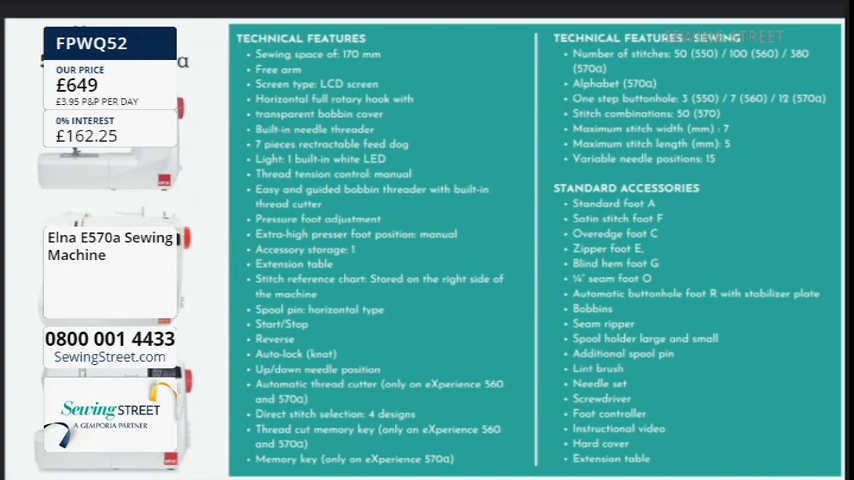 FPWQ52
OUR PRICE
£649
£3.95 P&P PER DAY
0% INTEREST
£162.25
Elna E570a Sewing
Machine
0800 001 4433
SewingStreet.com
Sewing STREET
A GEMPORIA PARTNER
TECHNICAL FEATURES
• Sewing space of: 170 mm
• Free arm
• Screen type: LCD screen
• Horizontal full rotary hook with
• transparent bobbin cover
• Built-in needle threader
• 7 pieces rectractable feed dog
• Light: 1 built-in white LED
• Thread tension control: manual
• Easy and guided bobbin threader with built-in
thread cutter
• Pressure foot adjustment
• Extra-high presser foot position: manual
• Accessory storage: 1
• Extension table
• Stitch reference chart: Stored on the right side of
the machine
• Spool pin: horizontal type
• Start/Stop
• Reverse
• Auto-lock (knot)
• Up/down needle position
• Automatic thread cutter (only on eXperience 560
and 570α)
• Direct stitch selection: 4 designs
• Thread cut memory key (only on eXperience 560
and 570α)
• Memory key (only on eXperience 570α)
TECHNICAL FEATURES, SEWING
• Number of stitches: 50 (550) / 100 (560) / 380
(570α)
• Alphabet (570α)
• One step buttonhole: 3 (550) / 7 (560) / 12 (570α)
• Stitch combinations: 50 (570)
• Maximum stitch width (mm) : 7
• Maximum stitch length (mm): 5
• Variable needle positions: 15
STANDARD ACCESSORIES
• Standard foot A
• Satin stitch foot F
• Overedge foot C
• Zipper foot E,
• Blind hem foot G
• ¼" seam foot O
• Automatic buttonhole foot R with stabilizer plate
• Bobbins
• Seam ripper
• Spool holder large and small
• Additional spool pin
• Lint brush
• Needle set
• Screwdriver
• Foot controller
• Instructional video
• Hard cover
• Extension table